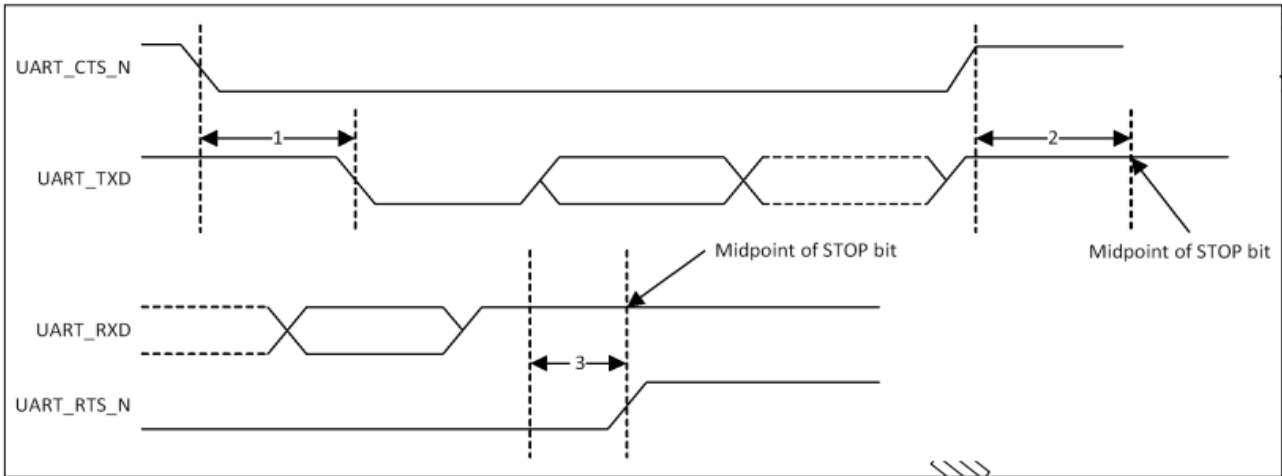 UART_CTS_N
1
2
UART_TXD
Midpoint of STOP bit
Midpoint of STOP bit
UART_RXD
3
UART_RTS_N